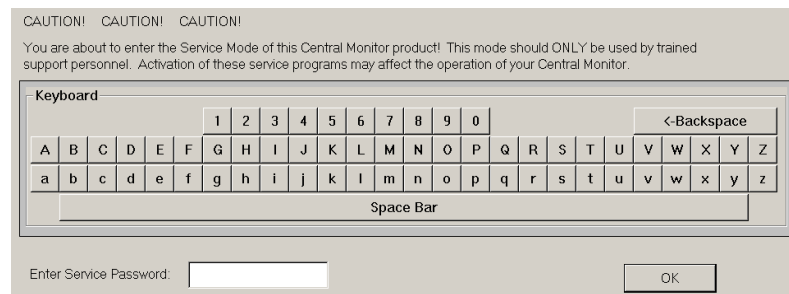 CAUTION! CAUTION! CAUTION!
You are about to enter the Service Mode of this Central Monitor product! This mode should ONLY be used by trained
support personnel. Activation of these service programs may affect the operation of your Central Monitor.
Keyboard
1 2 3 4 5 6 7 8 9 0 <-Backspace
A B C D E F G H I J K L M N O P Q R S T U V W X Y Z
a b c d e f g h i j k l m n o p q r s t u v w x y z
Space Bar
Enter Service Password: OK